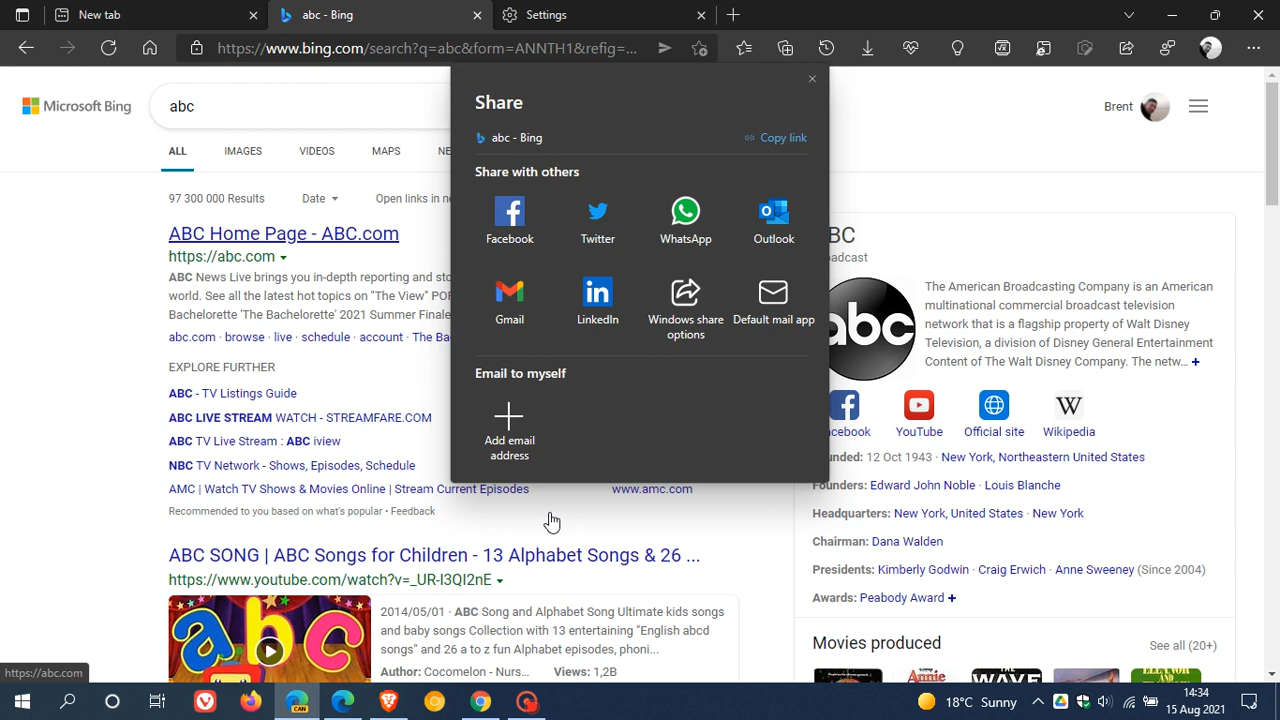 New tab
abc - Bing
Settings
https://www.bing.com/search?q=abc&form=ANNTH1&refig=...
Microsoft Bing
abc
Brent
ALL IMAGES VIDEOS MAPS NE
97 300 000 Results Date Open links in n
ABC Home Page - ABC.com
https://abc.com
ABC News Live brings you in-depth reporting and sto
world. See all the latest hot topics on "The View" POP
Bachelorette 'The Bachelorette' 2021 Summer Finale
abc.com · browse · live · schedule · account · The Ba
EXPLORE FURTHER
ABC - TV Listings Guide
ABC LIVE STREAM WATCH - STREAMFARE.COM
ABC TV Live Stream : ABC iview
NBC TV Network - Shows, Episodes, Schedule
AMC | Watch TV Shows & Movies Online | Stream Current Episodes www.amc.com
Recommended to you based on what's popular • Feedback
ABC SONG | ABC Songs for Children - 13 Alphabet Songs & 26 ...
https://www.youtube.com/watch?v=_UR-l3QI2nE
abc
2014/05/01 · ABC Song and Alphabet Song Ultimate kids songs
and baby songs Collection with 13 entertaining "English abcd
songs" and 26 a to z fun Alphabet episodes, phoni...
Author: Cocomelon - Nurs... Views: 1,2B
Share
abc - Bing Copy link
Share with others
Facebook Twitter WhatsApp Outlook
Gmail LinkedIn Windows share options Default mail app
Email to myself
Add email address
BC
oadcast
The American Broadcasting Company is an American
multinational commercial broadcast television
network that is a flagship property of Walt Disney
Television, a division of Disney General Entertainment
Content of The Walt Disney Company. The netw... +
abc
cebook YouTube Official site Wikipedia
unded: 12 Oct 1943 · New York, Northeastern United States
Founders: Edward John Noble · Louis Blanche
Headquarters: New York, United States · New York
Chairman: Dana Walden
Presidents: Kimberly Godwin · Craig Erwich · Anne Sweeney (Since 2004)
Awards: Peabody Award +
Movies produced See all (20+)
Annie
WAVE
https://abc.com
CAN
18°C Sunny
14:34
15 Aug 2021